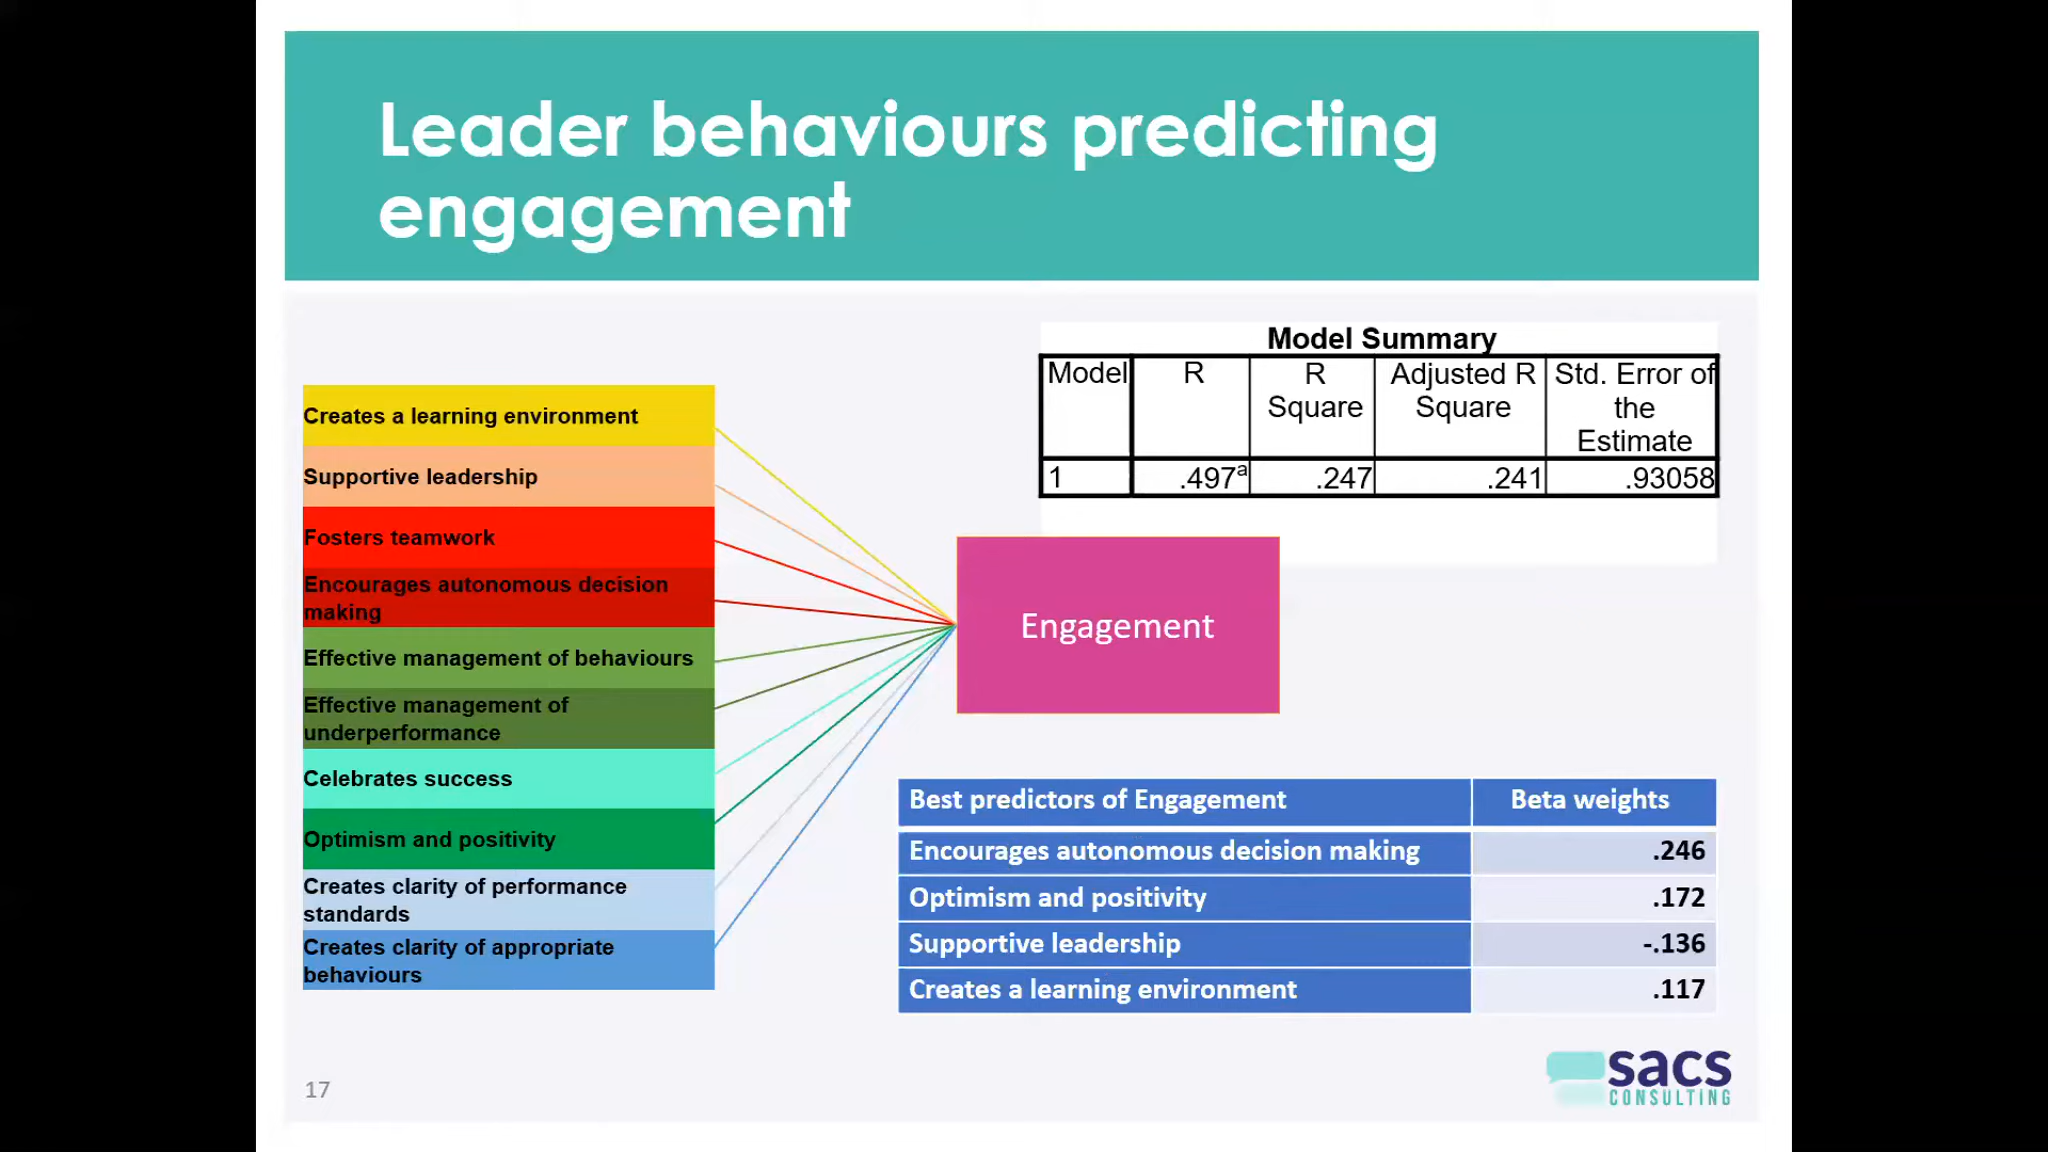 Leader behaviours predicting
engagement
Creates a learning environment
Supportive leadership
Fosters teamwork
Encourages autonomous decision
making
Effective management of behaviours
Effective management of
underperformance
Celebrates success
Optimism and positivity
Creates clarity of performance
standards
Creates clarity of appropriate
behaviours
Model Summary
Model R R Square Adjusted R Square Std. Error of the Estimate
1 .497a .247 .241 .93058
Engagement
Best predictors of Engagement Beta weights
Encourages autonomous decision making .246
Optimism and positivity .172
Supportive leadership -.136
Creates a learning environment .117
17
sacs
CONSULTING